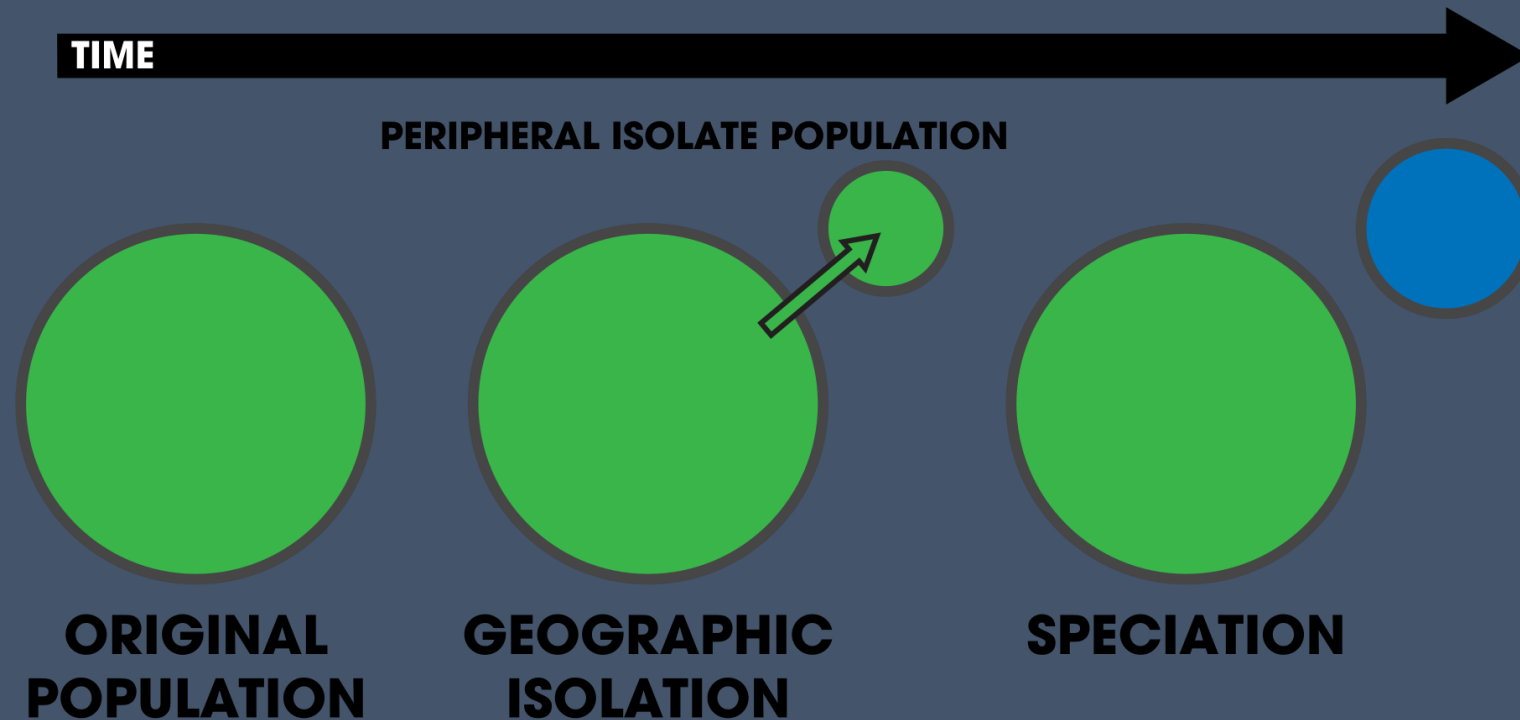 TIME
PERIPHERAL ISOLATE POPULATION
ORIGINAL
POPULATION
GEOGRAPHIC
ISOLATION
SPECIATION